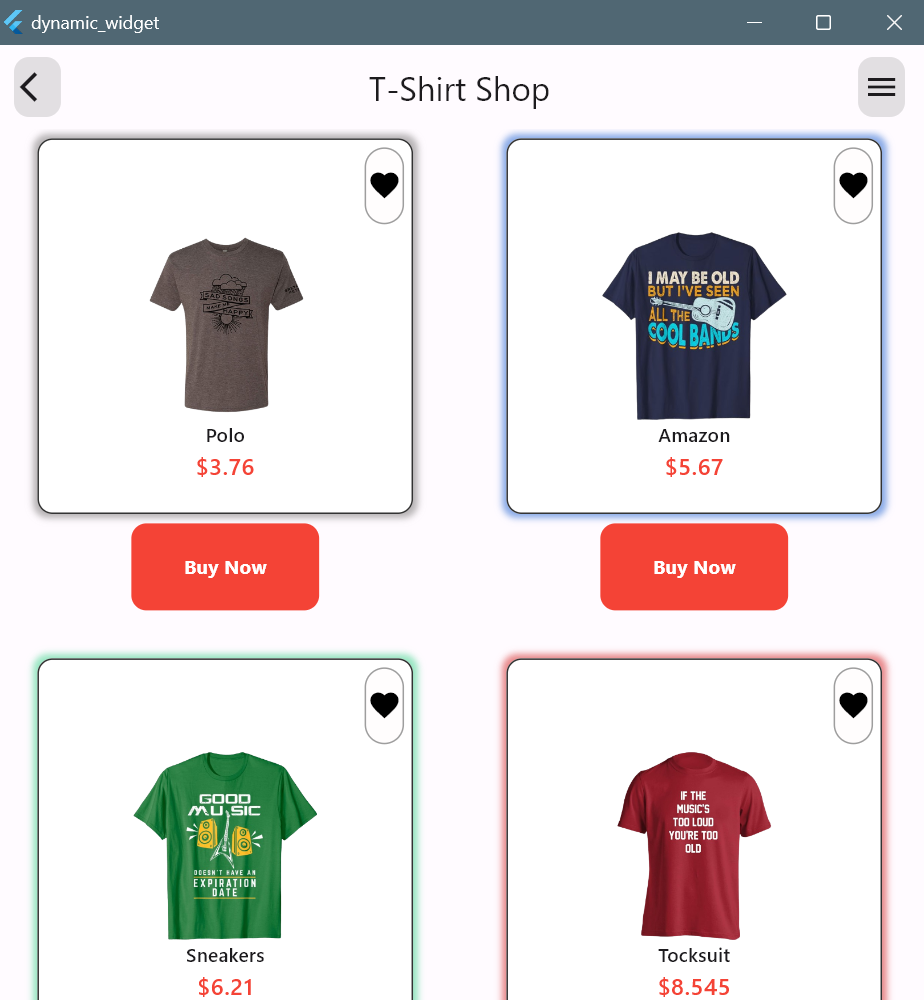 dynamic_widget
T-Shirt Shop
SAD SONGS
MAKE ME
HAPPY
I MAY BE OLD
BUT I'VE SEEN
ALL THE
COOL BANDS
Polo
$3.76
Amazon
$5.67
Buy Now
Buy Now
GOOD
MUSIC
DOESN'T HAVE AN
EXPIRATION
DATE
IF THE
MUSIC'S
TOO LOUD
YOU'RE TOO
OLD
Sneakers
$6.21
Tocksuit
$8.545